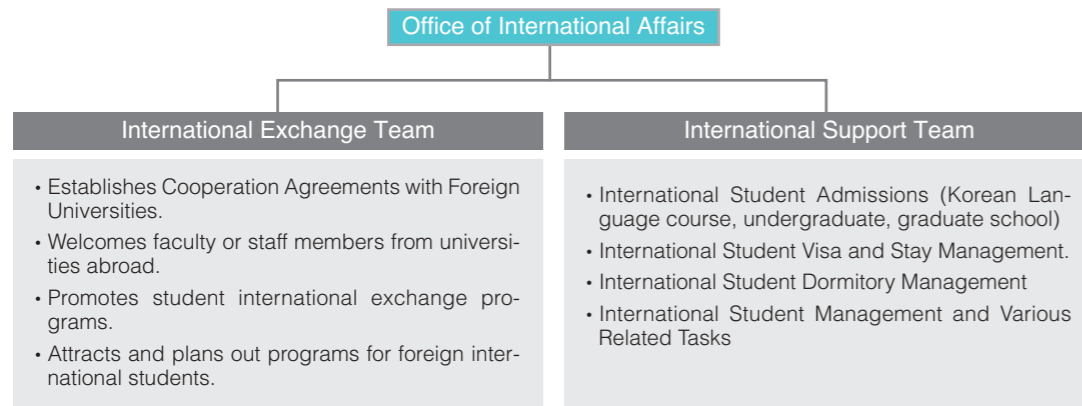 Office of International Affairs
International Exchange Team
• Establishes Cooperation Agreements with Foreign
Universities.
• Welcomes faculty or staff members from universi-
ties abroad.
• Promotes student international exchange pro-
grams.
• Attracts and plans out programs for foreign inter-
national students.
International Support Team
• International Student Admissions (Korean Lan-
guage course, undergraduate, graduate school)
• International Student Visa and Stay Management.
• International Student Dormitory Management
• International Student Management and Various
Related Tasks